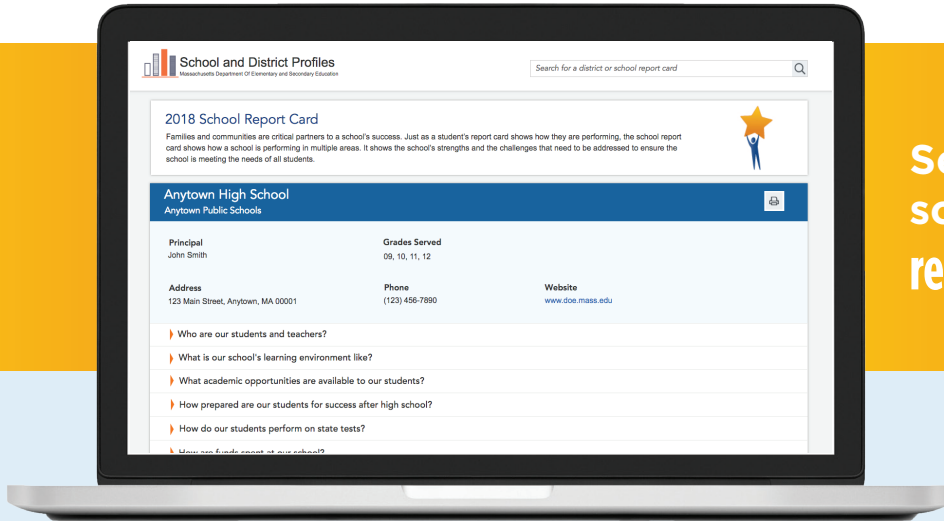 School and District Profiles
Massachusetts Department Of Elementary and Secondary Education
Search for a district or school report card
2018 School Report Card
Families and communities are critical partners to a school's success. Just as a student's report card shows how they are performing, the school report
card shows how a school is performing in multiple areas. It shows the school's strengths and the challenges that need to be addressed to ensure the
school is meeting the needs of all students.
Anytown High School
Anytown Public Schools
Principal
John Smith
Grades Served
09, 10, 11, 12
Address
123 Main Street, Anytown, MA 00001
Phone
(123) 456-7890
Website
www.doe.mass.edu
Who are our students and teachers?
What is our school's learning environment like?
What academic opportunities are available to our students?
How prepared are our students for success after high school?
How do our students perform on state tests?
How are funds spent at our school?